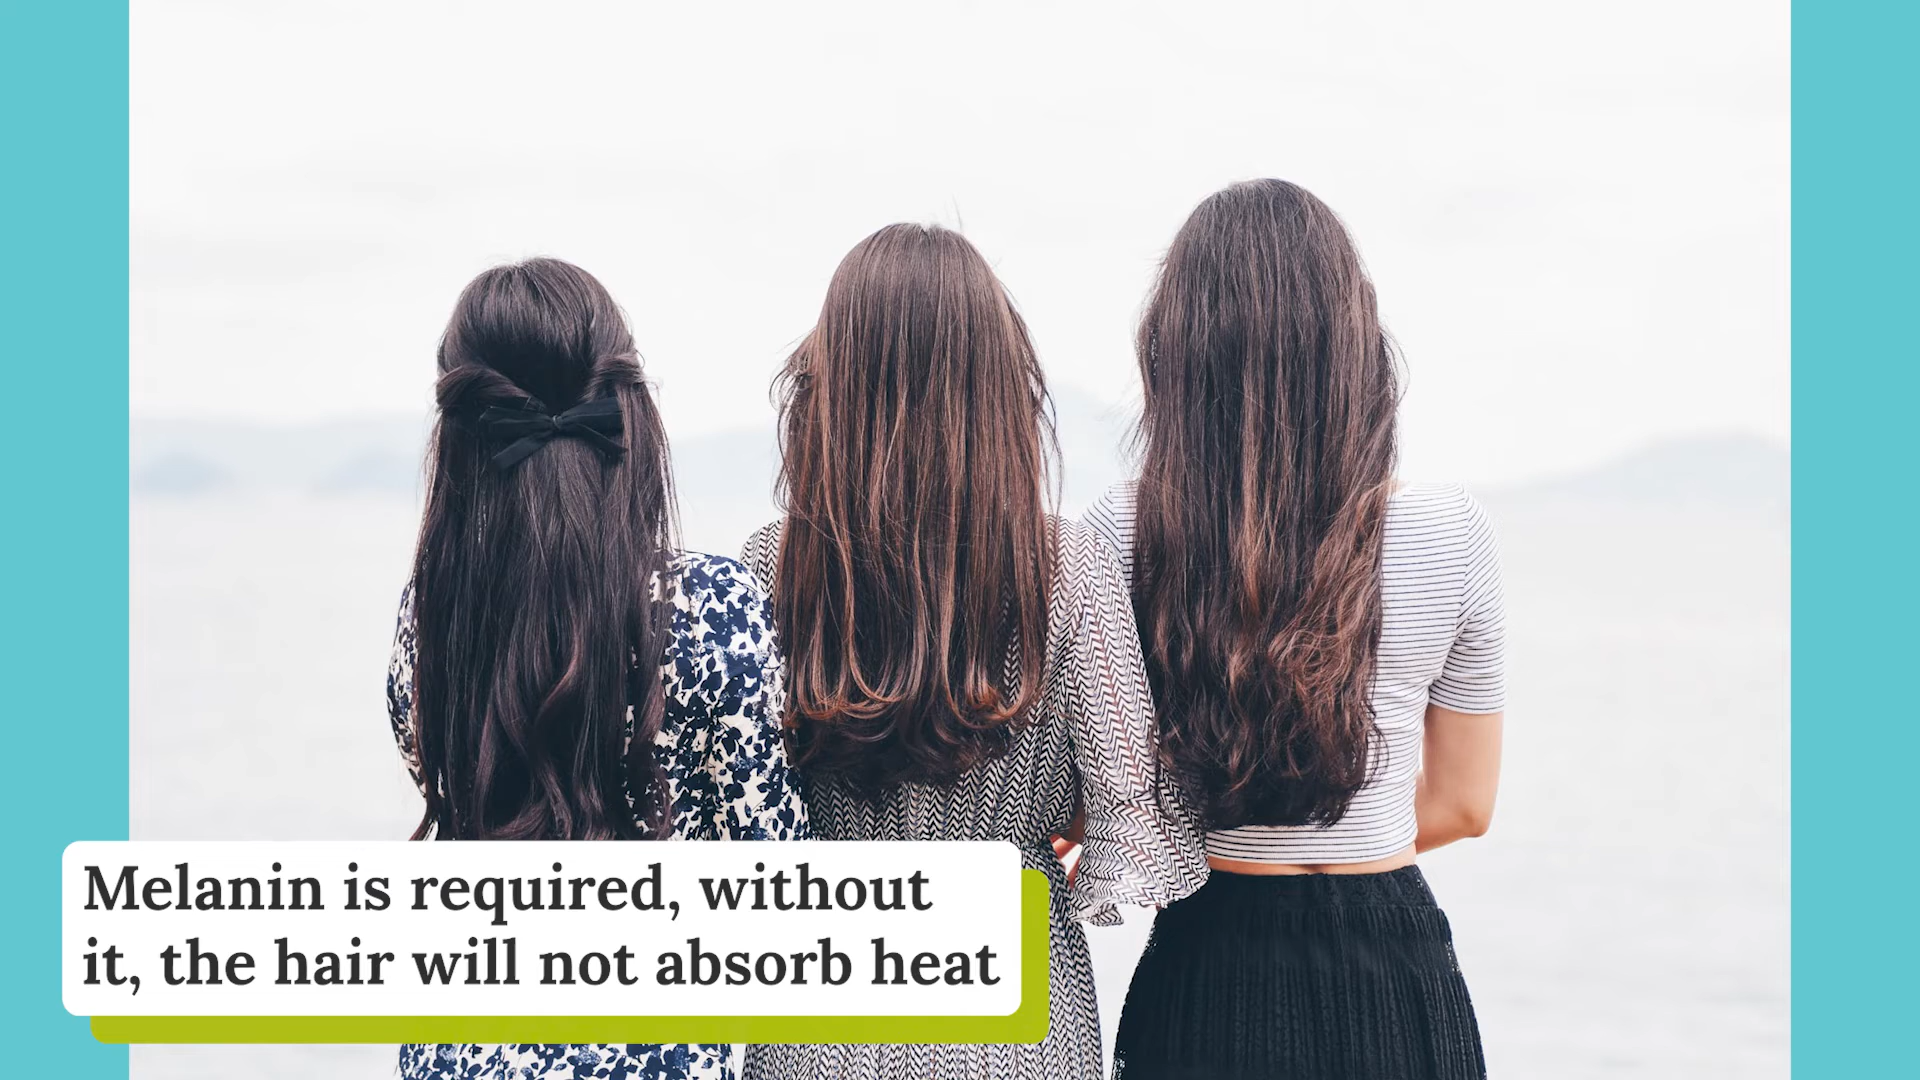 Melanin is required, without
it, the hair will not absorb heat